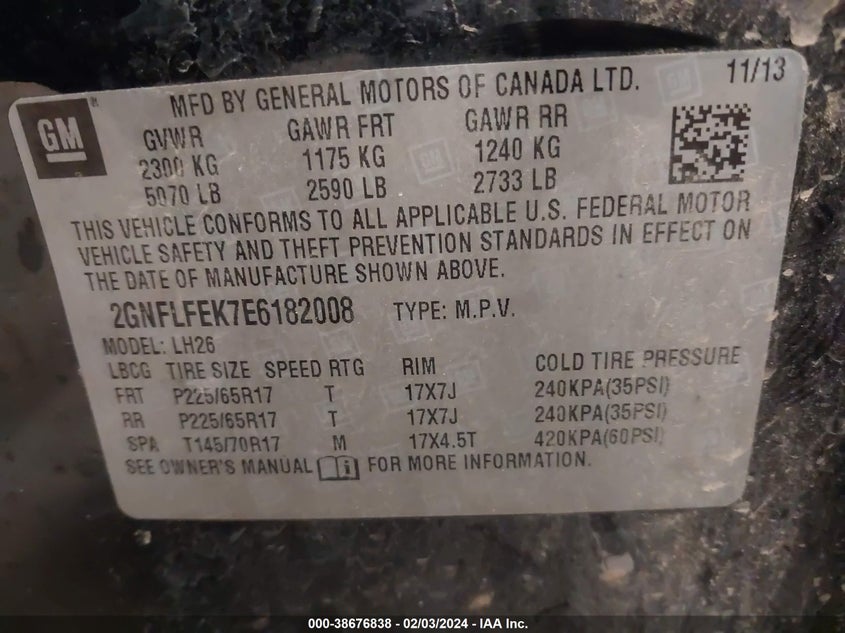 GM
MFD BY GENERAL MOTORS OF CANADA LTD. 11/13
GVWR GAWR FRT GAWR RR
2300 KG 1175 KG 1240 KG
5070 LB 2590 LB 2733 LB
THIS VEHICLE CONFORMS TO ALL APPLICABLE U.S. FEDERAL MOTOR
VEHICLE SAFETY AND THEFT PREVENTION STANDARDS IN EFFECT ON
THE DATE OF MANUFACTURE SHOWN ABOVE.
2GNFLFEK7E6182008 TYPE: M.P.V.
MODEL: LH26
LBCG TIRE SIZE SPEED RTG RIM COLD TIRE PRESSURE
FRT P225/65R17 T 17X7J 240KPA(35PSI)
RR P225/65R17 T 17X7J 240KPA(35PSI)
SPA T145/70R17 M 17X4.5T 420KPA(60PSI)
SEE OWNER'S MANUAL FOR MORE INFORMATION.
000-38676838 - 02/03/2024 - IAA Inc.